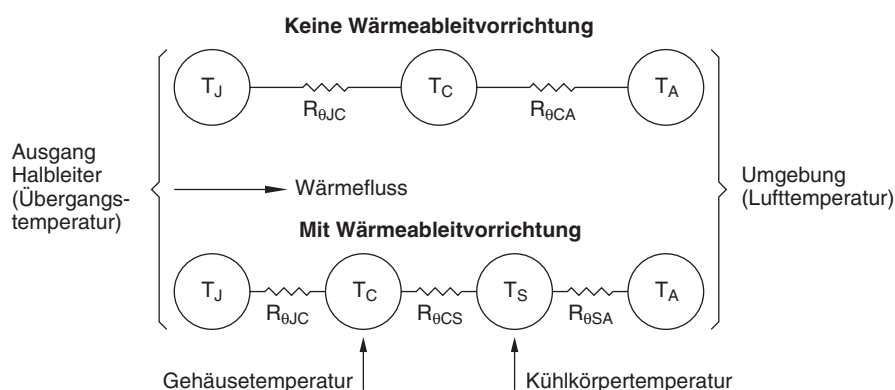 Keine Wärmeableitvorrichtung
T_J T_C T_A
R_θJC R_θCA
Ausgang
Halbleiter
(Übergangs-
temperatur)
Wärmefluss
Umgebung
(Lufttemperatur)
Mit Wärmeableitvorrichtung
T_J T_C T_S T_A
R_θJC R_θCS R_θSA
Gehäusetemperatur Kühlkörpertemperatur